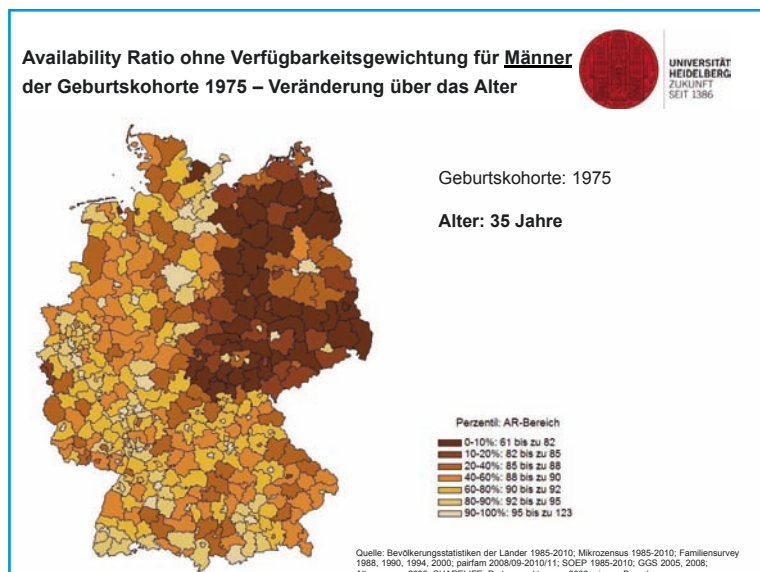 Availability Ratio ohne Verfügbarkeitsgewichtung für Männer
der Geburtskohorte 1975 – Veränderung über das Alter
UNIVERSITÄT
HEIDELBERG
ZUKUNFT
SEIT 1386
Geburtskohorte: 1975
Alter: 35 Jahre
Perzentil: AR-Bereich
0-10%: 61 bis zu 82
10-20%: 82 bis zu 85
20-40%: 85 bis zu 88
40-60%: 88 bis zu 90
60-80%: 90 bis zu 92
80-90%: 92 bis zu 95
90-100%: 95 bis zu 123
Quelle: Bevölkerungsstatistiken der Länder 1985-2010; Mikrozensus 1985-2010; Familiensurvey
1988, 1990, 1994, 2000; pairfam 2008/09-2010/11; SOEP 1985-2010; GGS 2005, 2008;